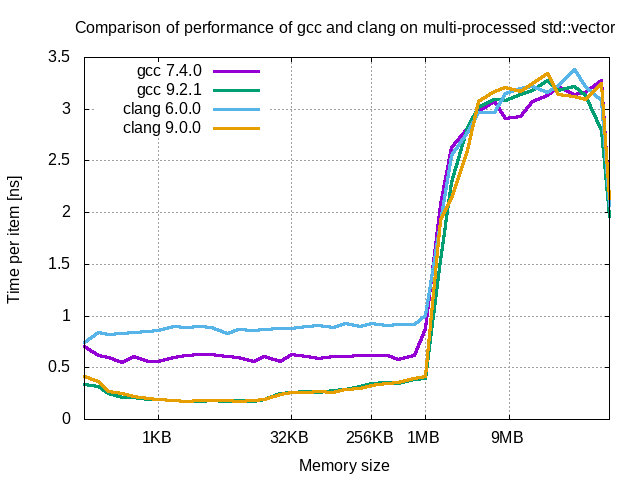 Comparison of performance of gcc and clang on multi-processed std::vector
3.5
3
2.5
2
1.5
1
0.5
0
Time per item [ns]
gcc 7.4.0
gcc 9.2.1
clang 6.0.0
clang 9.0.0
1KB 32KB 256KB 1MB 9MB
Memory size